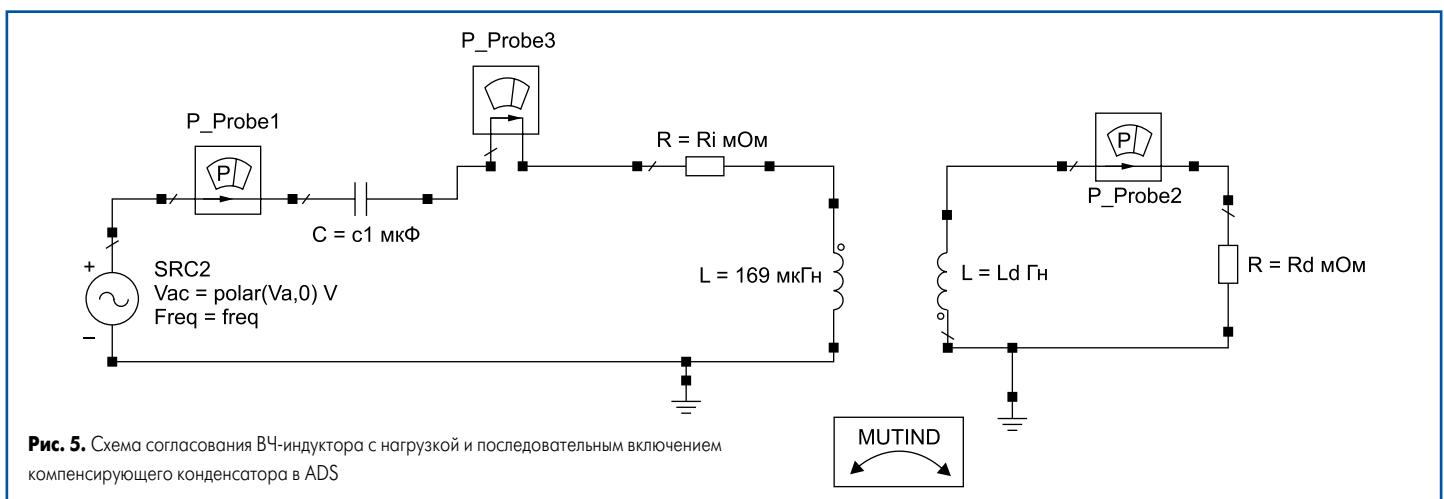 P_Probe3
P_Probe1
R = Ri мОм
P
P
P_Probe2
C = c1 мкФ
+
SRC2
Vac = polar(Va,0) V
Freq = freq
–
L = 169 мкГн
L = Ld Гн
R = Rd мОм
MUTIND
Рис. 5. Схема согласования ВЧ-индуктора с нагрузкой и последовательным включением
компенсирующего конденсатора в ADS